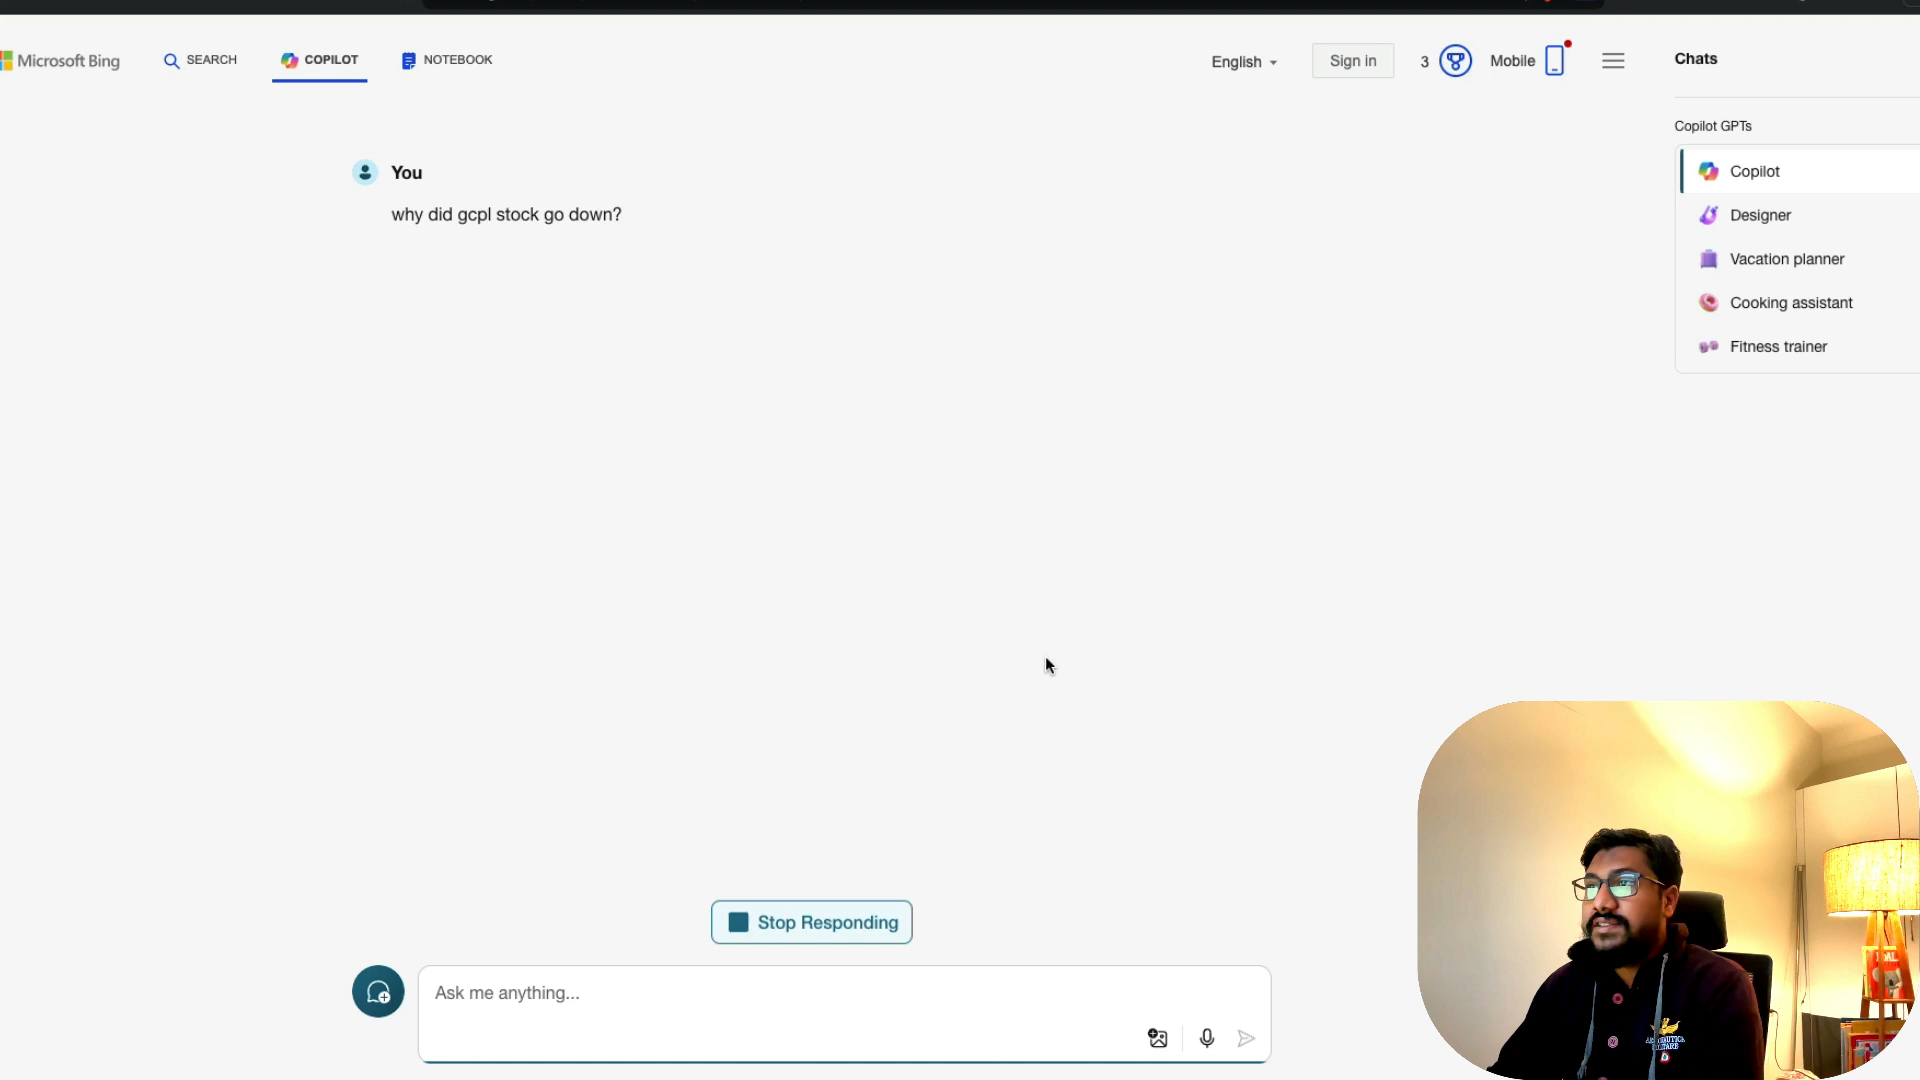 Microsoft Bing
SEARCH
COPILOT
NOTEBOOK
English
Sign in
3
Mobile
Chats
Copilot GPTs
Copilot
Designer
Vacation planner
Cooking assistant
Fitness trainer
You
why did gcpl stock go down?
Stop Responding
Ask me anything...